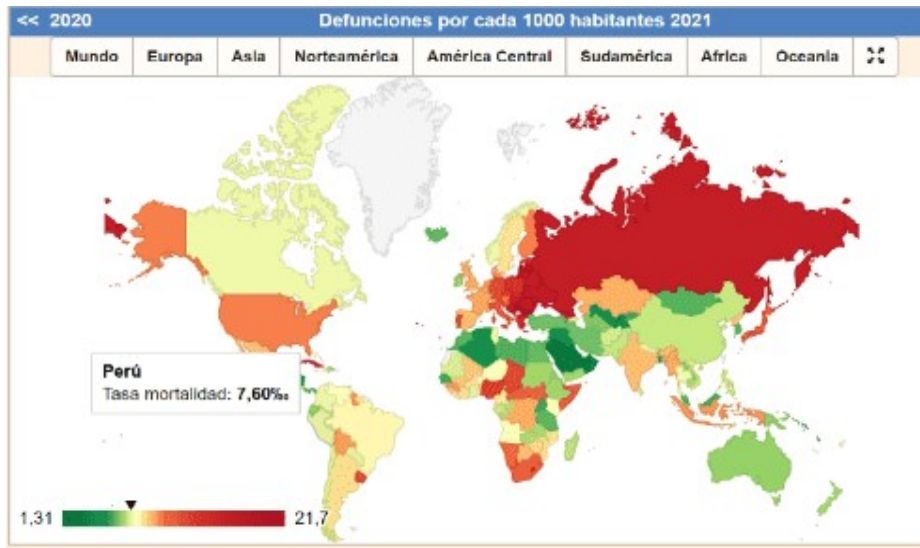 << 2020 Defunciones por cada 1000 habitantes 2021
Mundo Europa Asia Norteamérica América Central Sudamérica Africa Oceania
Perú
Tasa mortalidad: 7,60‰
1,31 21,7